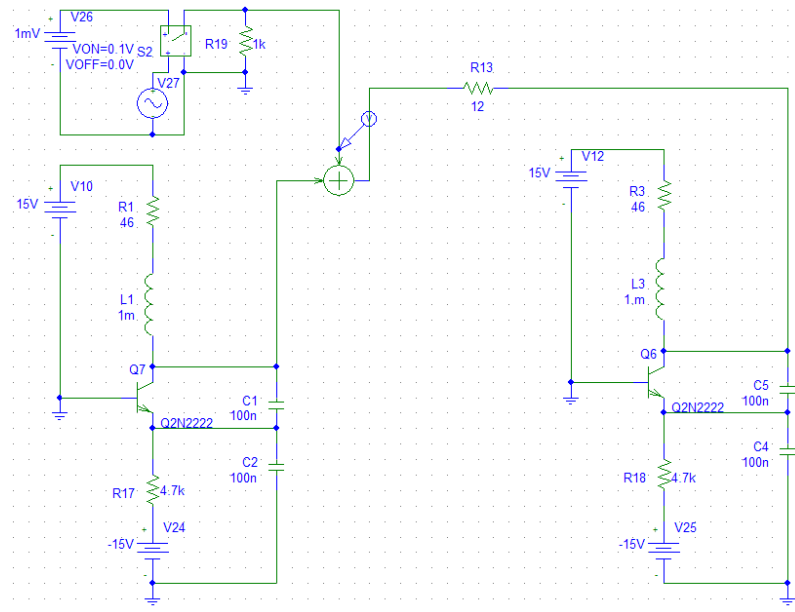 V26
1mV
VON=0.1V
VOFF=0.0V
S2
R19
1k
V27
R13
12
V
V10
15V
R1
46
L1
1m
Q7
Q2N2222
C1
100n
C2
100n
R17
4.7k
V24
-15V
V12
15V
R3
46
L3
1.m
Q6
Q2N2222
C5
100n
C4
100n
R18
4.7k
V25
-15V